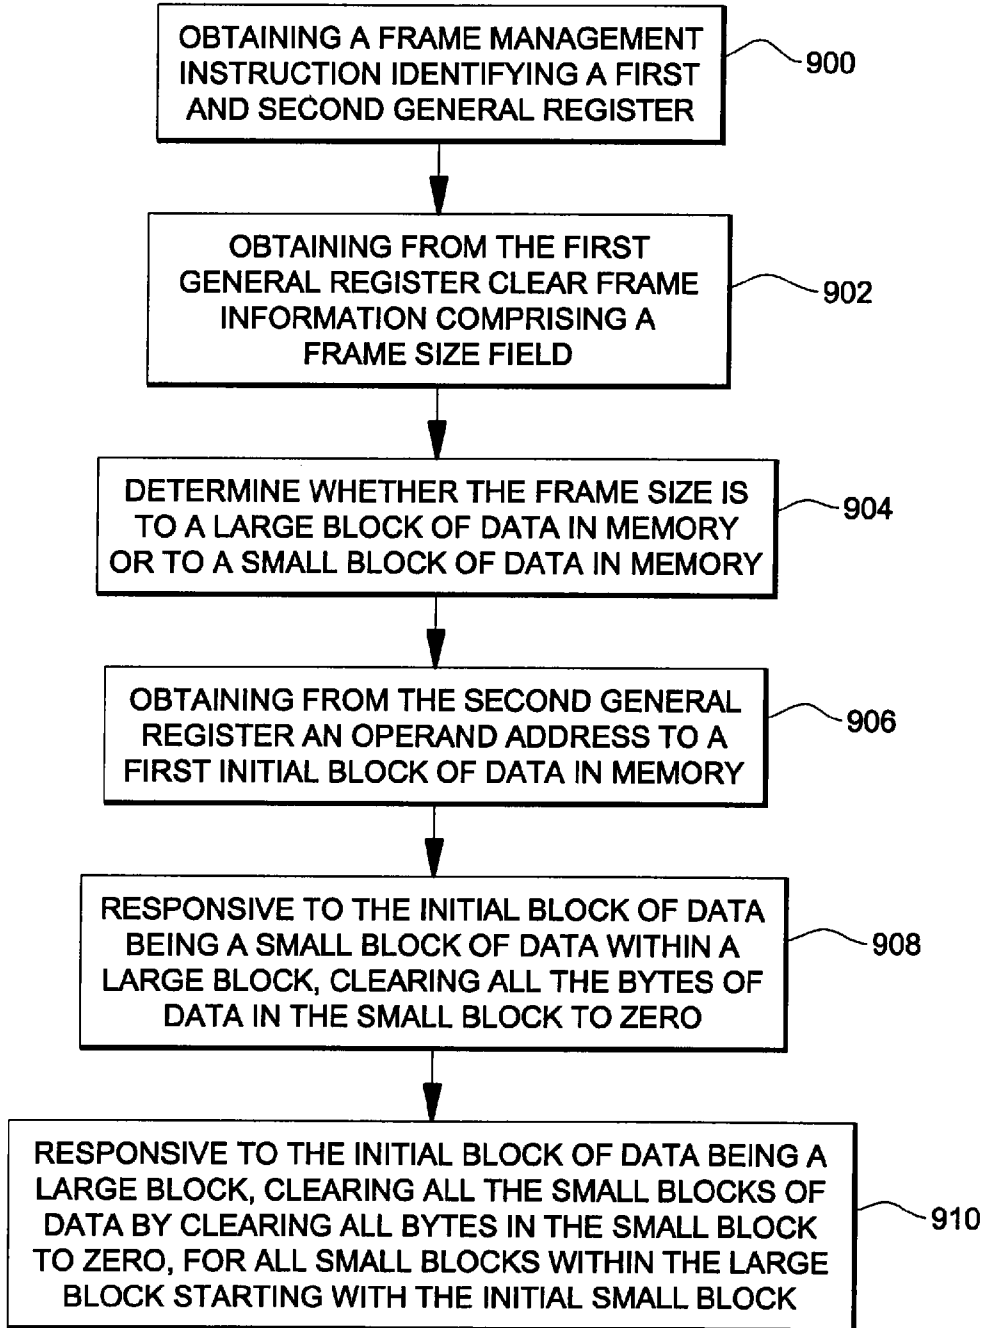 OBTAINING A FRAME MANAGEMENT
INSTRUCTION IDENTIFYING A FIRST
AND SECOND GENERAL REGISTER
900
OBTAINING FROM THE FIRST
GENERAL REGISTER CLEAR FRAME
INFORMATION COMPRISING A
FRAME SIZE FIELD
902
DETERMINE WHETHER THE FRAME SIZE IS
TO A LARGE BLOCK OF DATA IN MEMORY
OR TO A SMALL BLOCK OF DATA IN MEMORY
904
OBTAINING FROM THE SECOND GENERAL
REGISTER AN OPERAND ADDRESS TO A
FIRST INITIAL BLOCK OF DATA IN MEMORY
906
RESPONSIVE TO THE INITIAL BLOCK OF DATA
BEING A SMALL BLOCK OF DATA WITHIN A
LARGE BLOCK, CLEARING ALL THE BYTES OF
DATA IN THE SMALL BLOCK TO ZERO
908
RESPONSIVE TO THE INITIAL BLOCK OF DATA BEING A
LARGE BLOCK, CLEARING ALL THE SMALL BLOCKS OF
DATA BY CLEARING ALL BYTES IN THE SMALL BLOCK
TO ZERO, FOR ALL SMALL BLOCKS WITHIN THE LARGE
BLOCK STARTING WITH THE INITIAL SMALL BLOCK
910